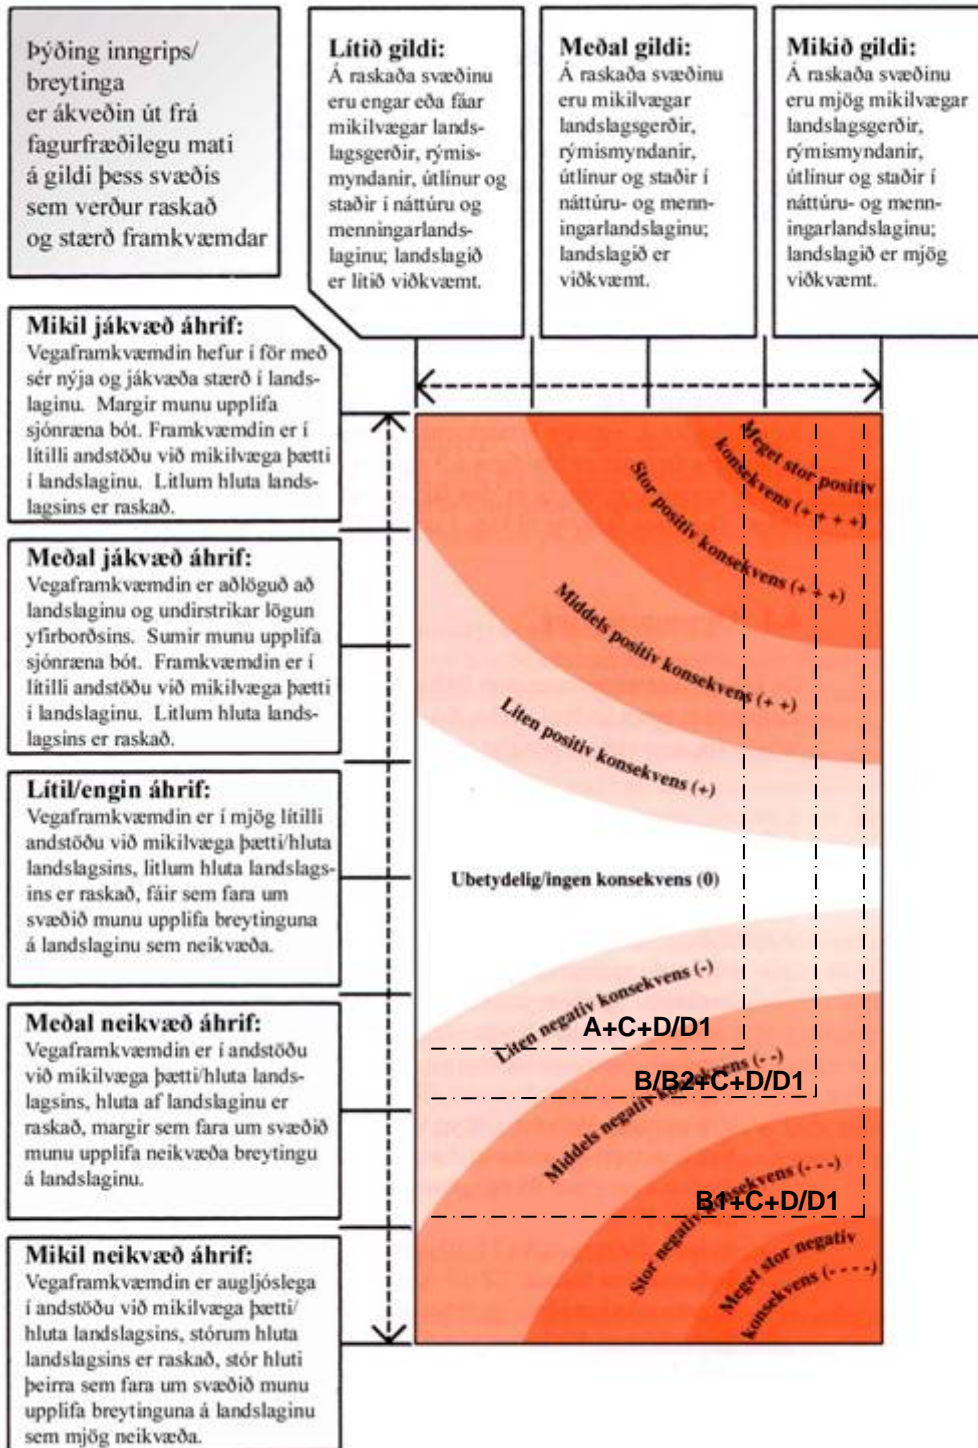 Þýðing inngrips/
breytinga
er ákveðin út frá
fagurfræðilegu mati
á gildi þess svæðis
sem verður raskað
og stærð framkvæmdar
Lítið gildi:
Á raskaða svæðinu
eru engar eða fáar
mikilvægar lands-
lagsgerðir, rýmis-
myndanir, útlínur og
staðir í náttúru og
menningarlands-
laginu; landslagið
er lítið viðkvæmt.
Meðal gildi:
Á raskaða svæðinu
eru mikilvægar
landslagsgerðir,
rýmismyndanir,
útlínur og staðir í
náttúru- og menn-
ingarlandslaginu;
landslagið er
viðkvæmt.
Mikið gildi:
Á raskaða svæðinu
eru mjög mikilvægar
landslagsgerðir,
rýmismyndanir,
útlínur og staðir í
náttúru- og menn-
ingarlandslaginu;
landslagið er mjög
viðkvæmt.
Mikil jákvæð áhrif:
Vegaframkvæmdin hefur í för með
sér nýja og jákvæða stærð í lands-
laginu. Margir munu upplifa
sjónræna bót. Framkvæmdin er í
lítilli andstöðu við mikilvæga þætti
í landslaginu. Litlum hluta lands-
lagsins er raskað.
Meðal jákvæð áhrif:
Vegaframkvæmdin er aðlöguð að
landslaginu og undirstrikar lögun
yfirborðsins. Sumir munu upplifa
sjónræna bót. Framkvæmdin er í
lítilli andstöðu við mikilvæga þætti
í landslaginu. Litlum hluta lands-
lagsins er raskað.
Lítil/engin áhrif:
Vegaframkvæmdin er í mjög lítilli
andstöðu við mikilvæga þætti/hluta
landslagsins, litlum hluta landslags-
ins er raskað, fáir sem fara um
svæðið munu upplifa breytinguna
á landslaginu sem neikvæða.
Meðal neikvæð áhrif:
Vegaframkvæmdin er í andstöðu
við mikilvæga þætti/hluta lands-
lagsins, hluta af landslaginu er
raskað, margir sem fara um svæðið
munu upplifa neikvæða breytingu
á landslaginu.
Mikil neikvæð áhrif:
Vegaframkvæmdin er augljóslega
í andstöðu við mikilvæga þætti/
hluta landslagsins, stórum hluta
landslagsins er raskað, stór hluti
þeirra sem fara um svæðið munu
upplifa breytinguna á landslaginu
sem mjög neikvæða.
Meget stor positiv
konsekvens (+ + + +)
Stor positiv konsekvens (+ + +)
Middels positiv konsekvens (+ +)
Liten positiv konsekvens (+)
Ubetydelig/ingen konsekvens (0)
Liten negativ konsekvens (-)
A+C+D/D1
Middels negativ konsekvens (- -)
B/B2+C+D/D1
Stor negativ konsekvens (- - -)
B1+C+D/D1
Meget stor negativ
konsekvens (- - - -)